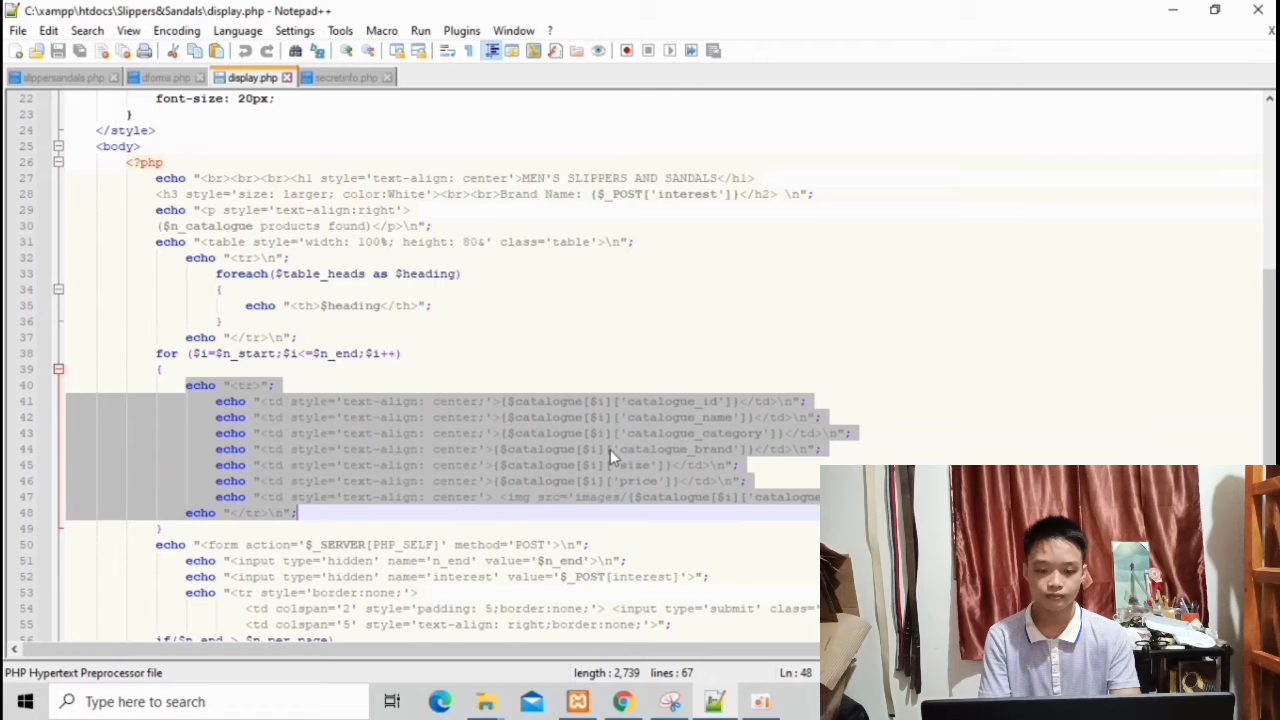 C:\xampp\htdocs\Slippers&Sandals\display.php - Notepad++
File Edit Search View Encoding Language Settings Tools Macro Run Plugins Window ? X
slippersandals.php dforms.php display.php secretinfo.php
22 font-size: 20px;
23 }
24 </style>
25 <body>
26 <?php
27 echo "<br><br><br><h1 style='text-align: center'>MEN'S SLIPPERS AND SANDALS</h1>
28 <h3 style='size: larger; color:White'><br><br>Brand Name: {$_POST['interest']}</h2> \n";
29 echo "<p style='text-align:right'>
30 ($n_catalogue products found)</p>\n";
31 echo "<table style='width: 100%; height: 80&' class='table'>\n";
32 echo "<tr>\n";
33 foreach($table_heads as $heading)
34 {
35 echo "<th>$heading</th>";
36 }
37 echo "</tr>\n";
38 for ($i=$n_start;$i<=$n_end;$i++)
39 {
40 echo "<tr>";
41 echo "<td style='text-align: center;'>{$catalogue[$i]['catalogue_id']}</td>\n";
42 echo "<td style='text-align: center;'>{$catalogue[$i]['catalogue_name']}</td>\n";
43 echo "<td style='text-align: center;'>{$catalogue[$i]['catalogue_category']}</td>\n";
44 echo "<td style='text-align: center'>{$catalogue[$i]['catalogue_brand']}</td>\n";
45 echo "<td style='text-align: center'>{$catalogue[$i]['size']}</td>\n";
46 echo "<td style='text-align: center'>{$catalogue[$i]['price']}</td>\n";
47 echo "<td style='text-align: center'> <img src='images/{$catalogue[$i]['catalogue
48 echo "</tr>\n";
49 }
50 echo "<form action='$_SERVER[PHP_SELF]' method='POST'>\n";
51 echo "<input type='hidden' name='n_end' value='$n_end'>\n";
52 echo "<input type='hidden' name='interest' value='$_POST[interest]'>";
53 echo "<tr style='border:none;'>
54 <td colspan='2' style='padding: 5;border:none;'> <input type='submit' class='
55 <td colspan='5' style='text-align: right;border:none;'>";
56 if($n_end > $n_per_page)
PHP Hypertext Preprocessor file length : 2,739 lines : 67 Ln : 48
Type here to search